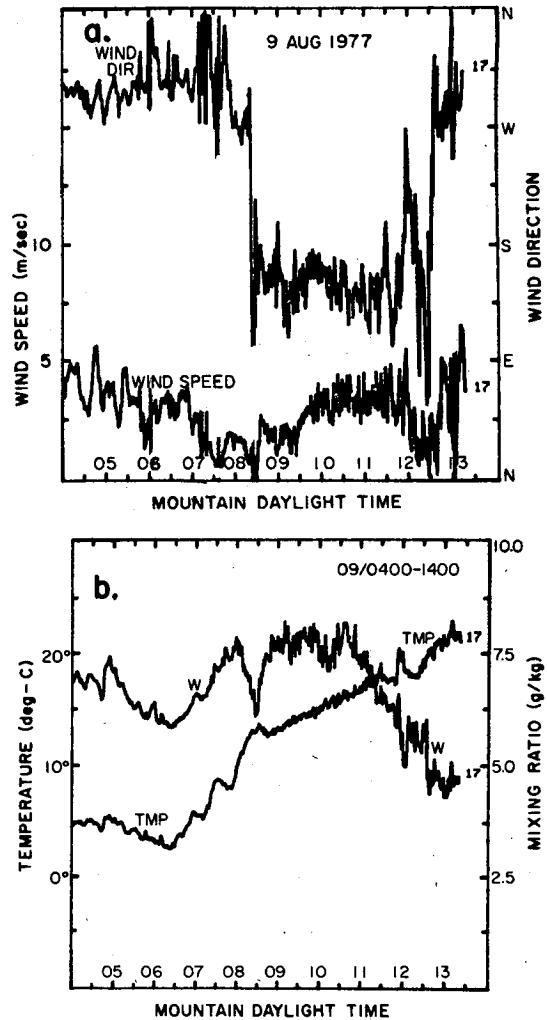 a.
9 AUG 1977
WIND
DIR
17
N
W
S
E
N
WIND DIRECTION
10
5
WIND SPEED (m/sec)
WIND SPEED
17
05 06 07 08 09 10 11 12 13
MOUNTAIN DAYLIGHT TIME
b.
09/0400-1400
10.0
7.5
5.0
2.5
MIXING RATIO (g/kg)
20°
10°
0°
TEMPERATURE (deg-C)
W
TMP
17
TMP
W
17
05 06 07 08 09 10 11 12 13
MOUNTAIN DAYLIGHT TIME